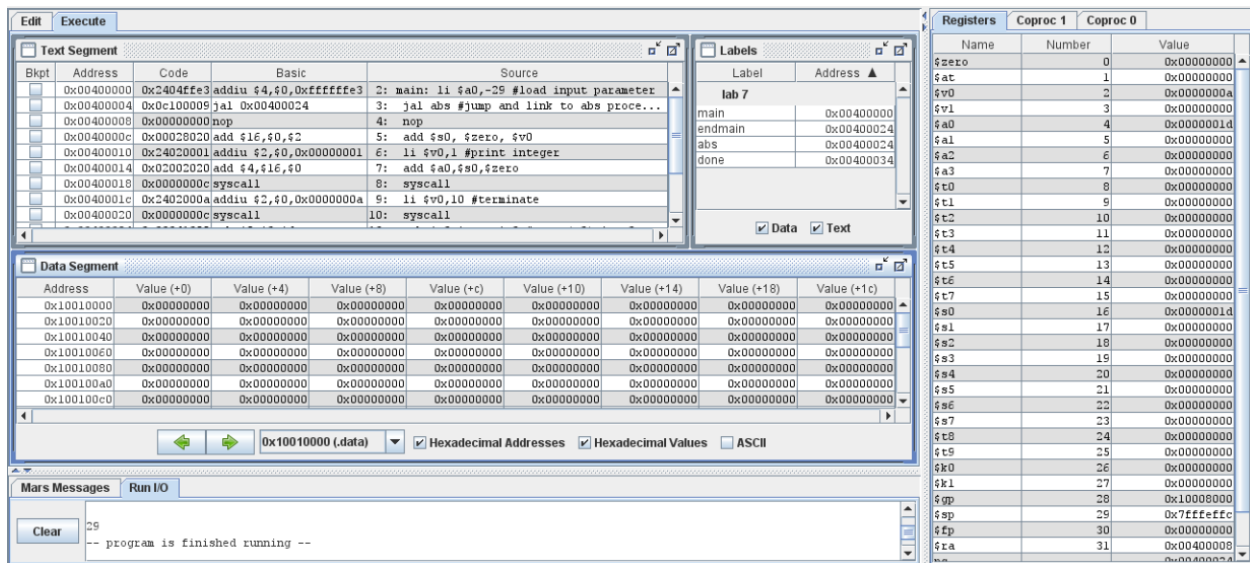 Edit Execute
Text Segment
Bkpt Address Code Basic Source
0x00400000 0x2404ffe3 addiu $4,$0,0xffffffe3 2: main: li $a0,-29 #load input parameter
0x00400004 0x0c100009 jal 0x00400024 3: jal abs #jump and link to abs proce...
0x00400008 0x00000000 nop 4: nop
0x0040000c 0x00028020 add $16,$0,$2 5: add $s0, $zero, $v0
0x00400010 0x24020001 addiu $2,$0,0x00000001 6: li $v0,1 #print integer
0x00400014 0x02002020 add $4,$16,$0 7: add $a0,$s0,$zero
0x00400018 0x0000000c syscall 8: syscall
0x0040001c 0x2402000a addiu $2,$0,0x0000000a 9: li $v0,10 #terminate
0x00400020 0x0000000c syscall 10: syscall
Labels
Label Address ▲
lab 7
main 0x00400000
endmain 0x00400024
abs 0x00400024
done 0x00400034
Data Text
Data Segment
Address Value (+0) Value (+4) Value (+8) Value (+c) Value (+10) Value (+14) Value (+18) Value (+1c)
0x10010000 0x00000000 0x00000000 0x00000000 0x00000000 0x00000000 0x00000000 0x00000000 0x00000000
0x10010020 0x00000000 0x00000000 0x00000000 0x00000000 0x00000000 0x00000000 0x00000000 0x00000000
0x10010040 0x00000000 0x00000000 0x00000000 0x00000000 0x00000000 0x00000000 0x00000000 0x00000000
0x10010060 0x00000000 0x00000000 0x00000000 0x00000000 0x00000000 0x00000000 0x00000000 0x00000000
0x10010080 0x00000000 0x00000000 0x00000000 0x00000000 0x00000000 0x00000000 0x00000000 0x00000000
0x100100a0 0x00000000 0x00000000 0x00000000 0x00000000 0x00000000 0x00000000 0x00000000 0x00000000
0x100100c0 0x00000000 0x00000000 0x00000000 0x00000000 0x00000000 0x00000000 0x00000000 0x00000000
0x10010000 (.data) Hexadecimal Addresses Hexadecimal Values ASCII
Mars Messages Run I/O
Clear
29
-- program is finished running --
Registers Coproc 1 Coproc 0
Name Number Value
$zero 0 0x00000000
$at 1 0x00000000
$v0 2 0x0000000a
$v1 3 0x00000000
$a0 4 0x0000001d
$a1 5 0x00000000
$a2 6 0x00000000
$a3 7 0x00000000
$t0 8 0x00000000
$t1 9 0x00000000
$t2 10 0x00000000
$t3 11 0x00000000
$t4 12 0x00000000
$t5 13 0x00000000
$t6 14 0x00000000
$t7 15 0x00000000
$s0 16 0x0000001d
$s1 17 0x00000000
$s2 18 0x00000000
$s3 19 0x00000000
$s4 20 0x00000000
$s5 21 0x00000000
$s6 22 0x00000000
$s7 23 0x00000000
$t8 24 0x00000000
$t9 25 0x00000000
$k0 26 0x00000000
$k1 27 0x00000000
$gp 28 0x10008000
$sp 29 0x7fffeffc
$fp 30 0x00000000
$ra 31 0x00400008
pc 0x00400024